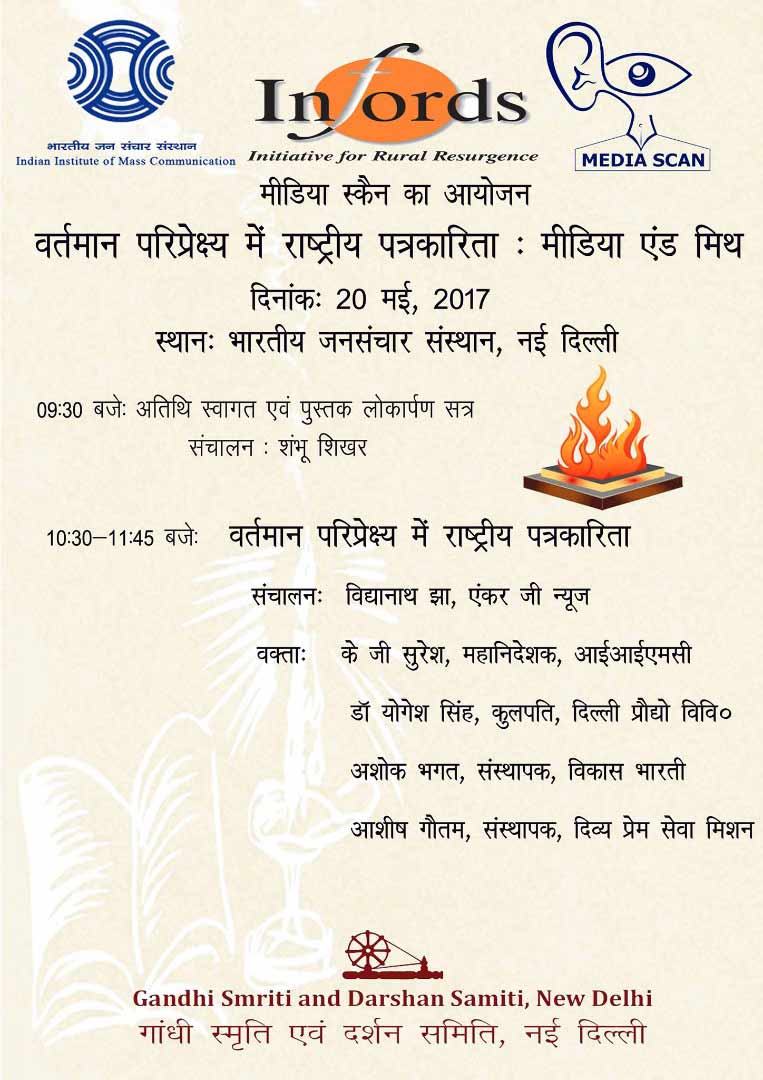 भारतीय जन संचार संस्थान
Indian Institute of Mass Communication
Infords
Initiative for Rural Resurgence
MEDIA SCAN
मीडिया स्कैन का आयोजन
वर्तमान परिप्रेक्ष्य में राष्ट्रीय पत्रकारिता : मीडिया एंड मिथ
दिनांकः 20 मई, 2017
स्थानः भारतीय जनसंचार संस्थान, नई दिल्ली
09:30 बजेः अतिथि स्वागत एवं पुस्तक लोकार्पण सत्र
संचालन : शंभू शिखर
10:30–11:45 बजेः वर्तमान परिप्रेक्ष्य में राष्ट्रीय पत्रकारिता
संचालनः विद्यानाथ झा, एंकर जी न्यूज
वक्ताः के जी सुरेश, महानिदेशक, आईआईएमसी
डॉ योगेश सिंह, कुलपति, दिल्ली प्रौद्यो विवि०
अशोक भगत, संस्थापक, विकास भारती
आशीष गौतम, संस्थापक, दिव्य प्रेम सेवा मिशन
Gandhi Smriti and Darshan Samiti, New Delhi
गांधी स्मृति एवं दर्शन समिति, नई दिल्ली